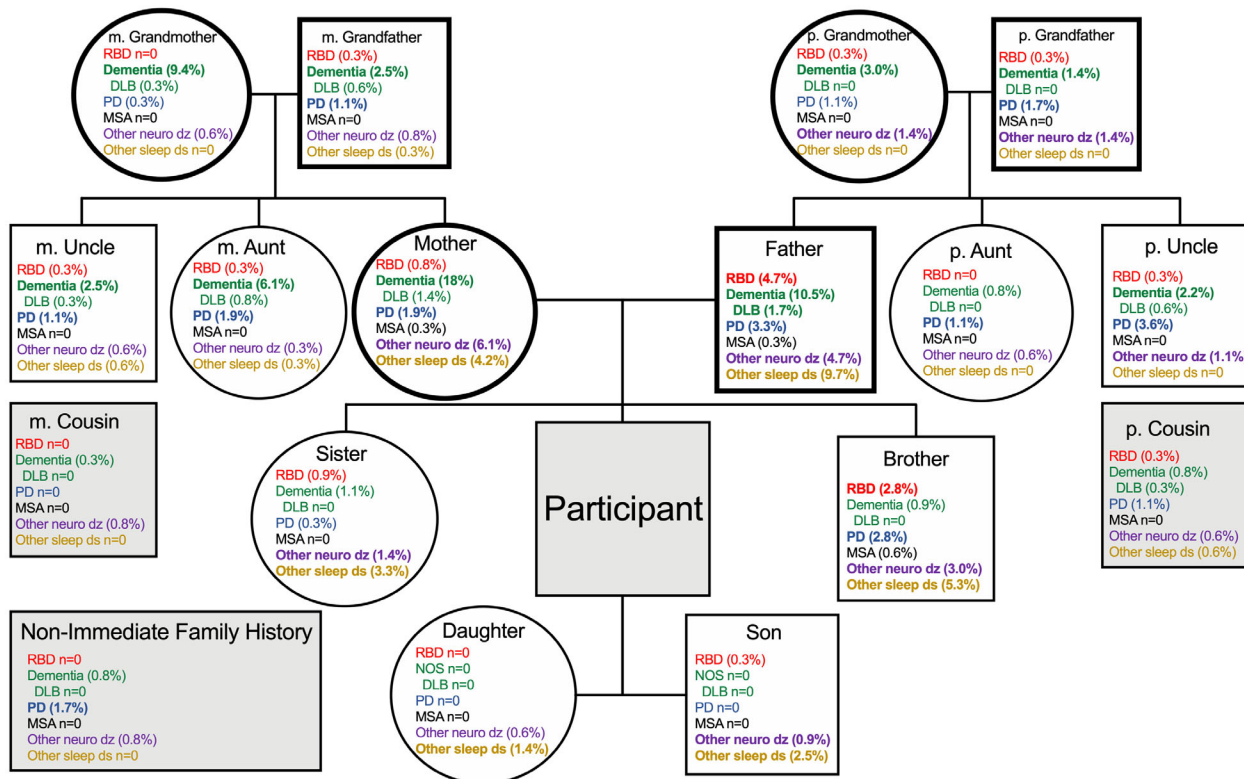 m. Grandmother
RBD n=0
Dementia (9.4%)
DLB (0.3%)
PD (0.3%)
MSA n=0
Other neuro dz (0.6%)
Other sleep ds n=0
m. Grandfather
RBD (0.3%)
Dementia (2.5%)
DLB (0.6%)
PD (1.1%)
MSA n=0
Other neuro dz (0.8%)
Other sleep ds (0.3%)
p. Grandmother
RBD (0.3%)
Dementia (3.0%)
DLB n=0
PD (1.1%)
MSA n=0
Other neuro dz (1.4%)
Other sleep ds n=0
p. Grandfather
RBD (0.3%)
Dementia (1.4%)
DLB n=0
PD (1.7%)
MSA n=0
Other neuro dz (1.4%)
Other sleep ds n=0
m. Uncle
RBD (0.3%)
Dementia (2.5%)
DLB (0.3%)
PD (1.1%)
MSA n=0
Other neuro dz (0.6%)
Other sleep ds (0.6%)
m. Aunt
RBD (0.3%)
Dementia (6.1%)
DLB (0.8%)
PD (1.9%)
MSA n=0
Other neuro dz (0.3%)
Other sleep ds (0.3%)
Mother
RBD (0.8%)
Dementia (18%)
DLB (1.4%)
PD (1.9%)
MSA (0.3%)
Other neuro dz (6.1%)
Other sleep ds (4.2%)
Father
RBD (4.7%)
Dementia (10.5%)
DLB (1.7%)
PD (3.3%)
MSA (0.3%)
Other neuro dz (4.7%)
Other sleep ds (9.7%)
p. Aunt
RBD n=0
Dementia (0.8%)
DLB n=0
PD (1.1%)
MSA n=0
Other neuro dz (0.6%)
Other sleep ds n=0
p. Uncle
RBD (0.3%)
Dementia (2.2%)
DLB (0.6%)
PD (3.6%)
MSA n=0
Other neuro dz (1.1%)
Other sleep ds n=0
m. Cousin
RBD n=0
Dementia (0.3%)
DLB n=0
PD n=0
MSA n=0
Other neuro dz (0.8%)
Other sleep ds n=0
Sister
RBD (0.9%)
Dementia (1.1%)
DLB n=0
PD (0.3%)
MSA n=0
Other neuro dz (1.4%)
Other sleep ds (3.3%)
Participant
Brother
RBD (2.8%)
Dementia (0.9%)
DLB n=0
PD (2.8%)
MSA (0.6%)
Other neuro dz (3.0%)
Other sleep ds (5.3%)
p. Cousin
RBD (0.3%)
Dementia (0.8%)
DLB (0.3%)
PD (1.1%)
MSA n=0
Other neuro dz (0.6%)
Other sleep ds (0.6%)
Non-Immediate Family History
RBD n=0
Dementia (0.8%)
DLB n=0
PD (1.7%)
MSA n=0
Other neuro dz (0.8%)
Other sleep ds n=0
Daughter
RBD n=0
NOS n=0
DLB n=0
PD n=0
MSA n=0
Other neuro dz (0.6%)
Other sleep ds (1.4%)
Son
RBD (0.3%)
NOS n=0
DLB n=0
PD n=0
MSA n=0
Other neuro dz (0.9%)
Other sleep ds (2.5%)